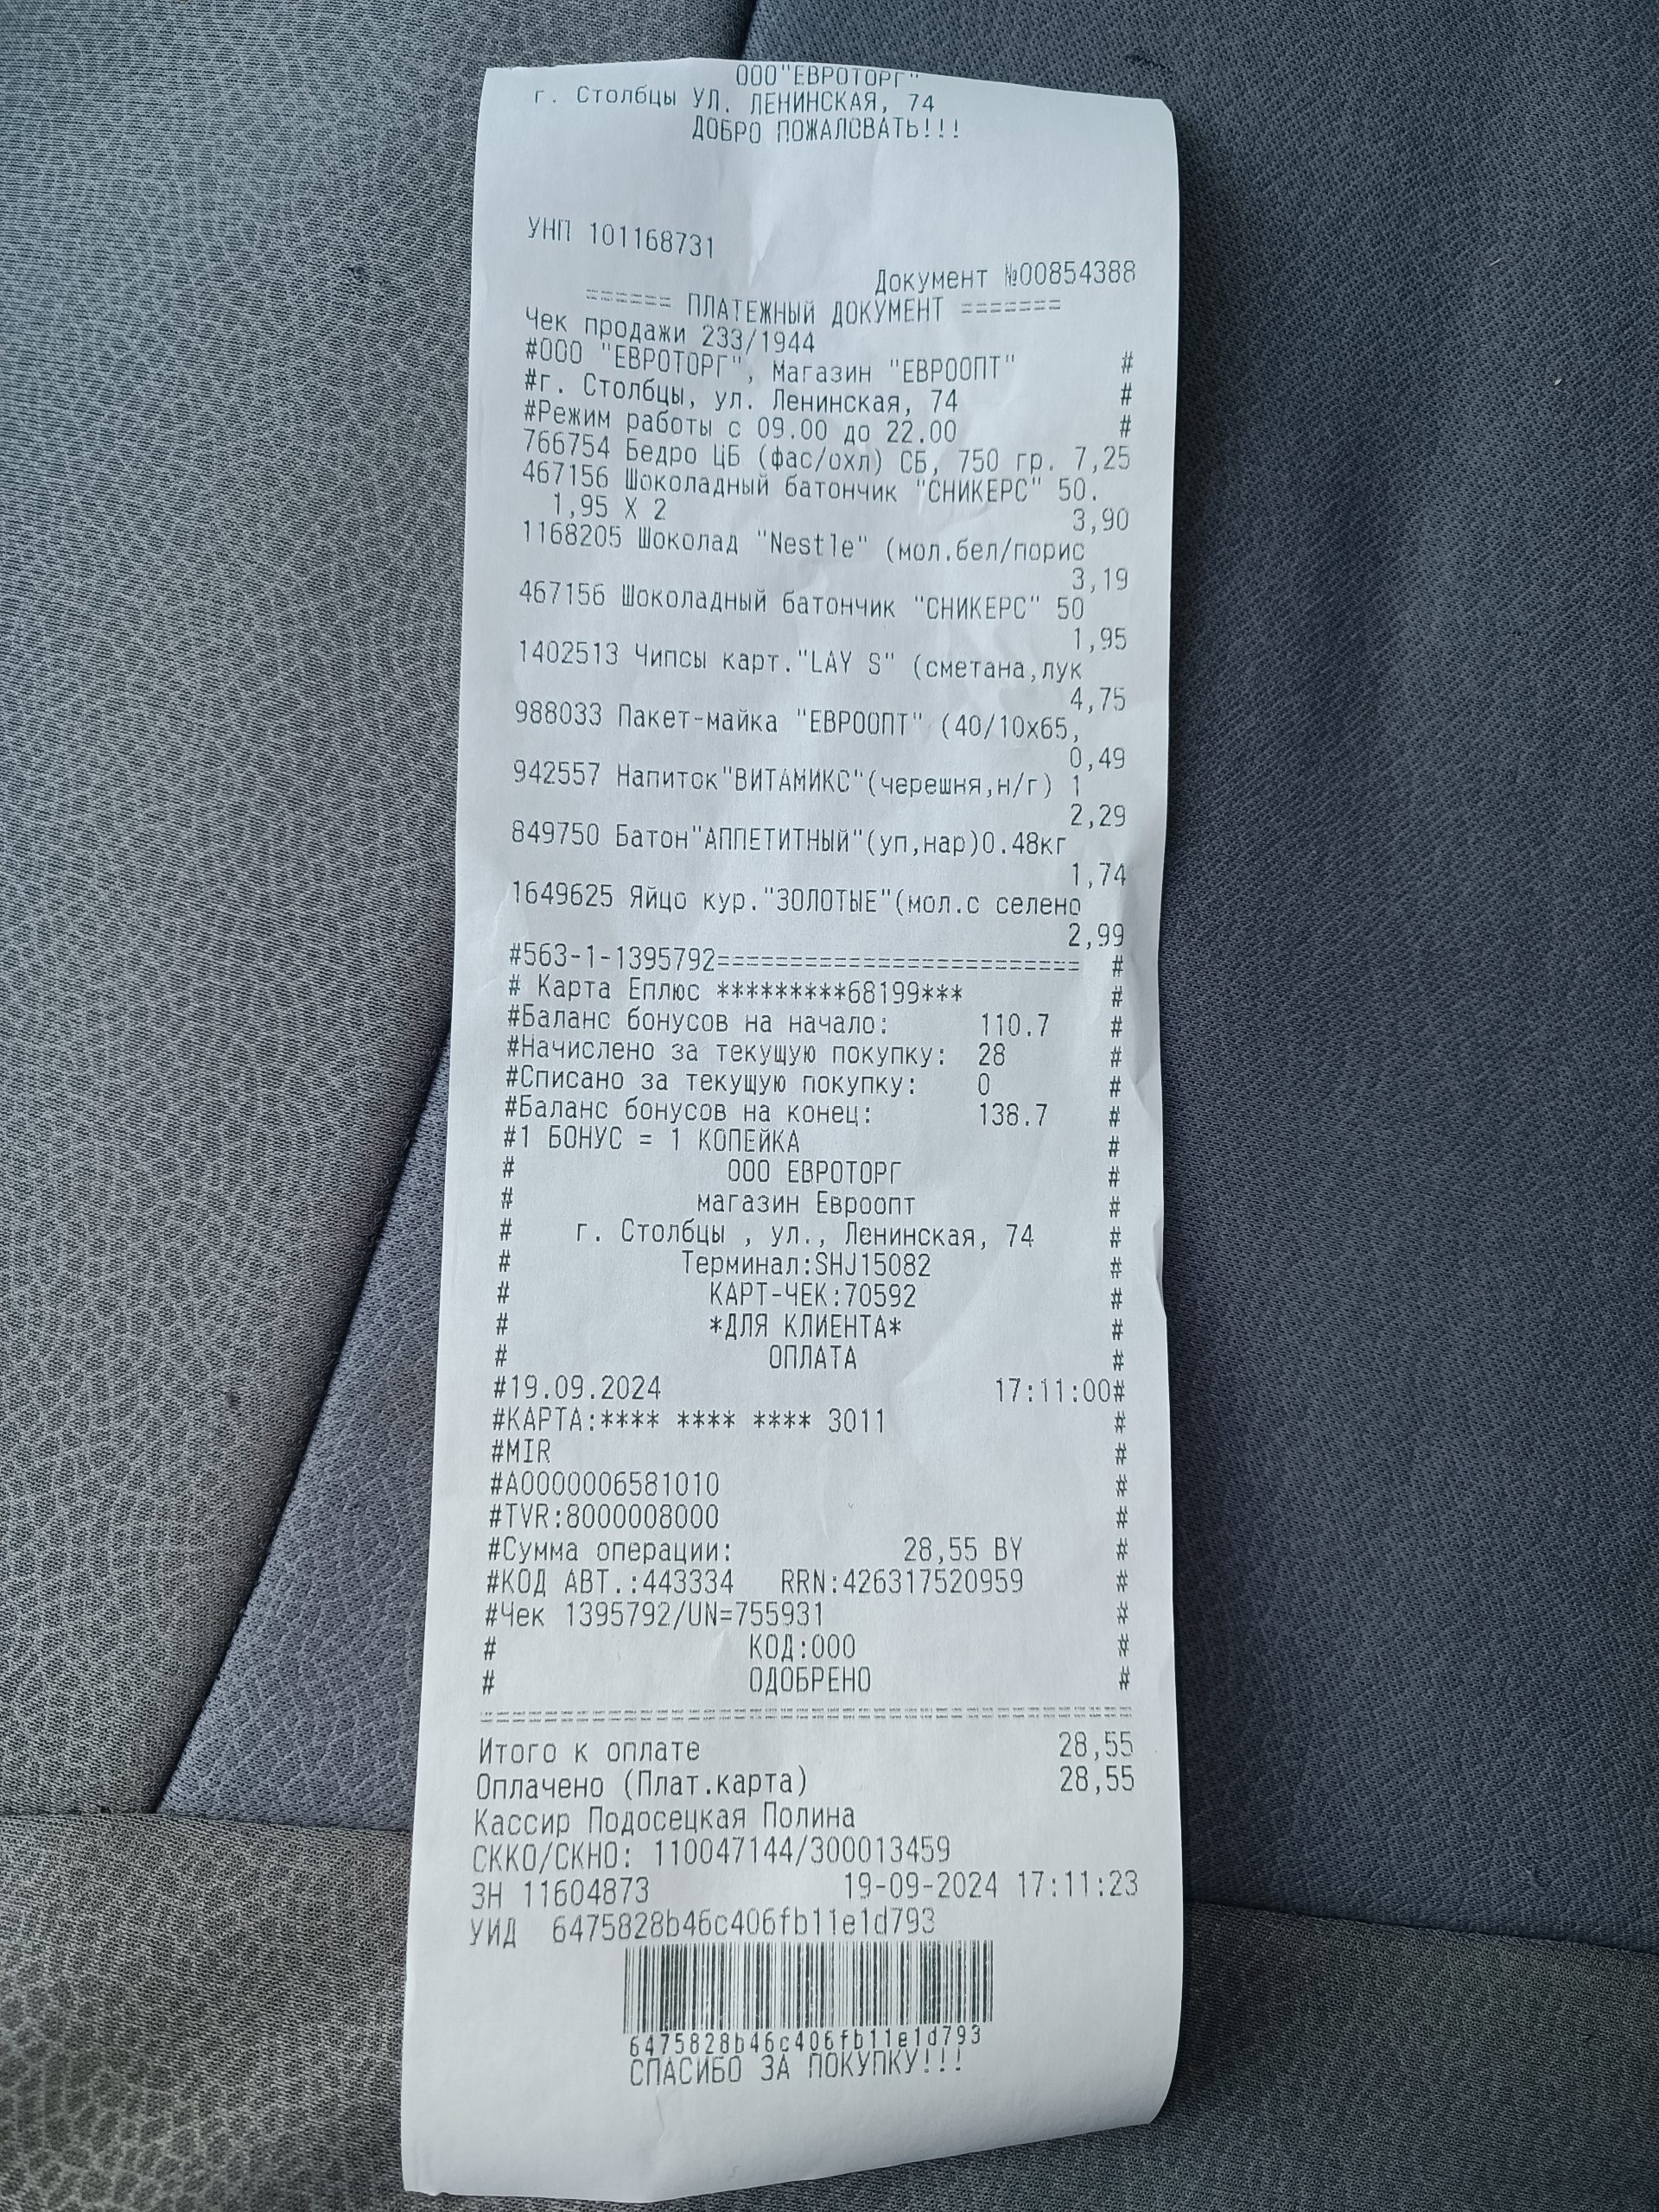 ООО"ЕВРОТОРГ"
г. Столбцы УЛ. ЛЕНИНСКАЯ, 74
ДОБРО ПОЖАЛОВАТЬ!!!
УНП 101168731
Документ №00854388
====== ПЛАТЕЖНЫЙ ДОКУМЕНТ =======
Чек продажи 233/1944
#ООО "ЕВРОТОРГ", Магазин "ЕВРООПТ" #
#г. Столбцы, ул. Ленинская, 74 #
#Режим работы с 09.00 до 22.00 #
766754 Бедро ЦБ (фас/охл) СБ, 750 гр. 7,25
467156 Шоколадный батончик "СНИКЕРС" 50.
1,95 X 2 3,90
1168205 Шоколад "Nestle" (мол.бел/порис
3,19
467156 Шоколадный батончик "СНИКЕРС" 50
1,95
1402513 Чипсы карт."LAY S" (сметана,лук
4,75
988033 Пакет-майка "ЕВРООПТ" (40/10х65,
0,49
942557 Напиток"ВИТАМИКС"(черешня,н/г) 1
2,29
849750 Батон"АППЕТИТНЫЙ"(уп,нар)0.48кг
1,74
1649625 Яйцо кур."ЗОЛОТЫЕ"(мол.с селено
2,99
#563-1-1395792======================== #
# Карта Еплюс *********68199*** #
#Баланс бонусов на начало: 110.7 #
#Начислено за текущую покупку: 28 #
#Списано за текущую покупку: 0 #
#Баланс бонусов на конец: 138.7 #
#1 БОНУС = 1 КОПЕЙКА #
# ООО ЕВРОТОРГ #
# магазин Евроопт #
# г. Столбцы , ул., Ленинская, 74 #
# Терминал:SHJ15082 #
# КАРТ-ЧЕК:70592 #
# *ДЛЯ КЛИЕНТА* #
# ОПЛАТА #
#19.09.2024 17:11:00#
#КАРТА:**** **** **** 3011 #
#MIR #
#A0000006581010 #
#TVR:8000008000 #
#Сумма операции: 28,55 BY #
#КОД АВТ.:443334 RRN:426317520959 #
#Чек 1395792/UN=755931 #
# КОД:000 #
# ОДОБРЕНО #
Итого к оплате 28,55
Оплачено (Плат.карта) 28,55
Кассир Подосецкая Полина
СККО/СКНО: 110047144/300013459
ЗН 11604873 19-09-2024 17:11:23
УИД 6475828b46c406fb11e1d793
6475828b46c406fb11e1d793
СПАСИБО ЗА ПОКУПКУ!!!